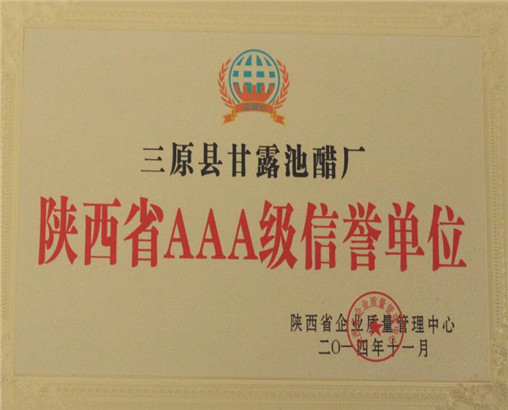 三原县甘露池醋厂
陕西省AAA级信誉单位
陕西省企业质量管理中心
二〇一四年十一月